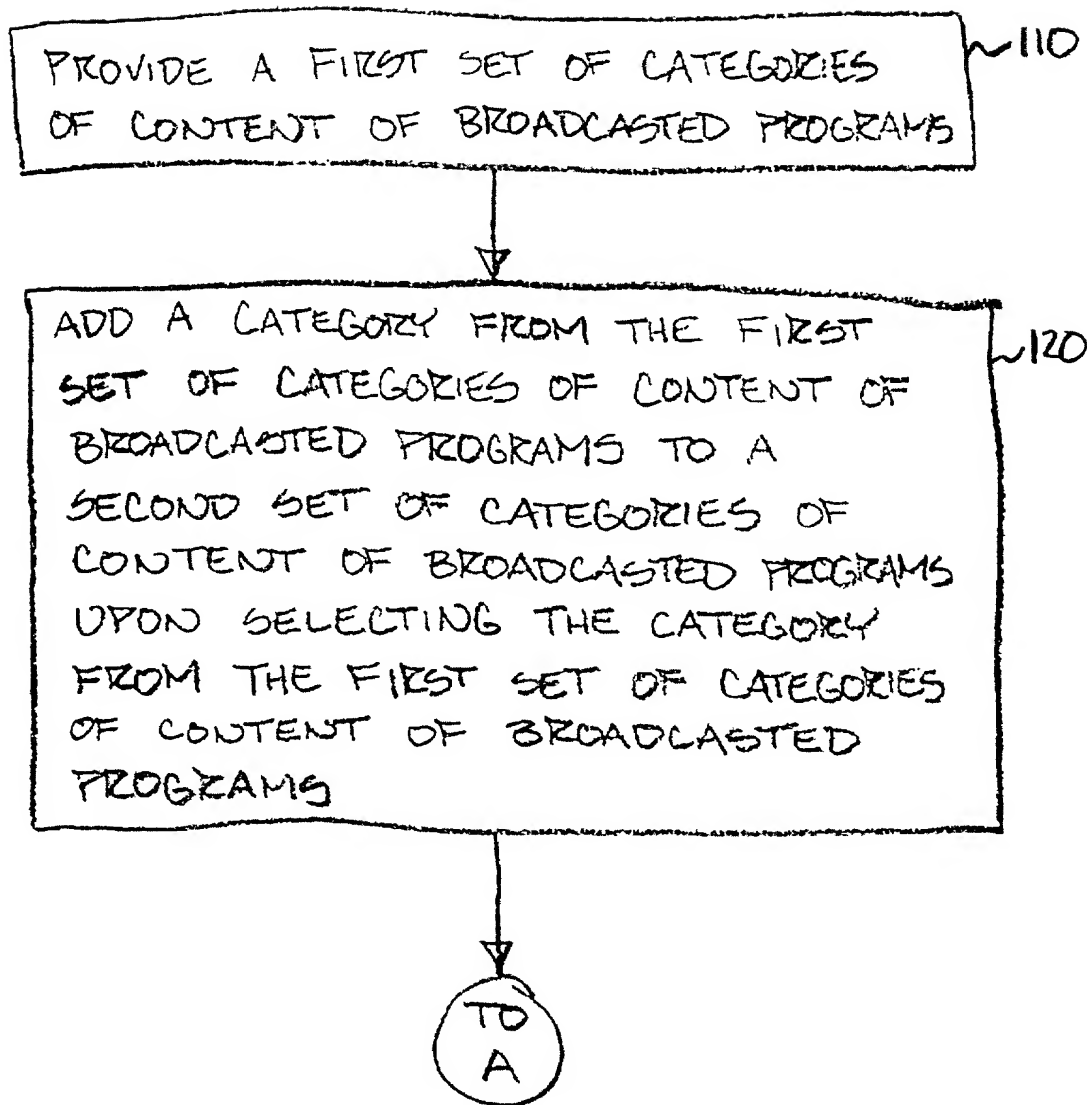 PROVIDE A FIRST SET OF CATEGORIES
OF CONTENT OF BROADCASTED PROGRAMS
110
ADD A CATEGORY FROM THE FIRST
SET OF CATEGORIES OF CONTENT OF
BROADCASTED PROGRAMS TO A
SECOND SET OF CATEGORIES OF
CONTENT OF BROADCASTED PROGRAMS
UPON SELECTING THE CATEGORY
FROM THE FIRST SET OF CATEGORIES
OF CONTENT OF BROADCASTED
PROGRAMS
120
TO
A